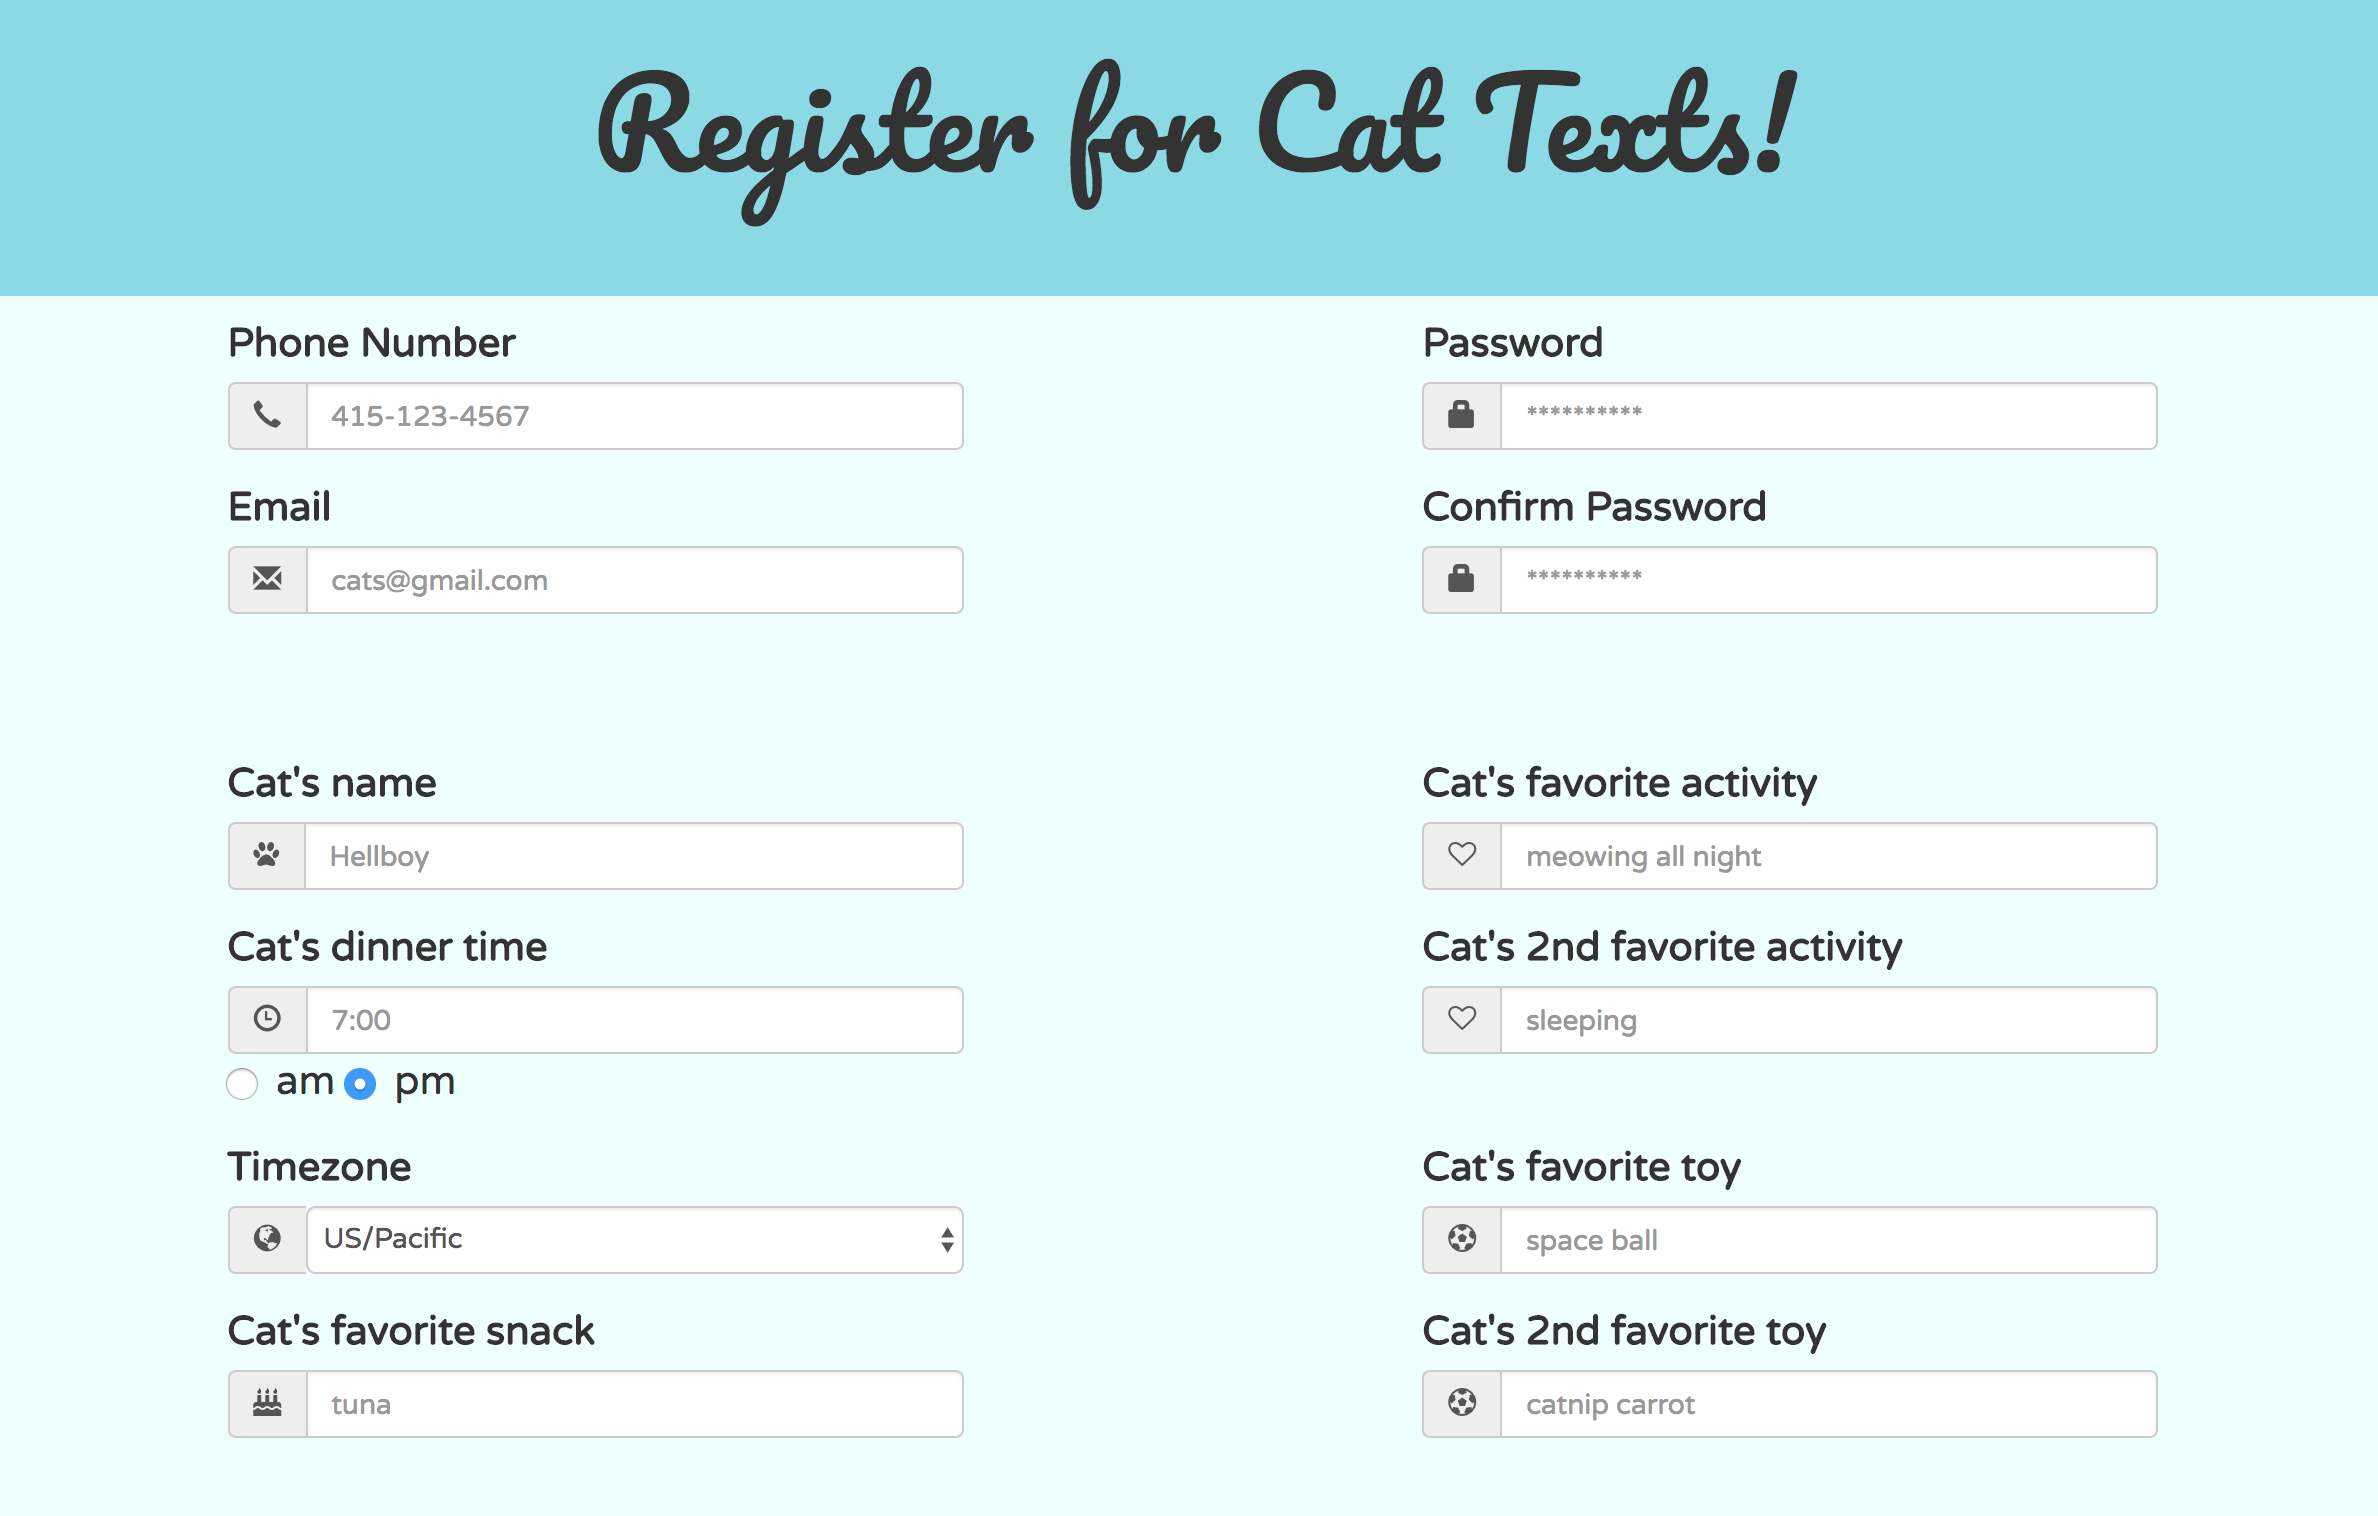 Register for Cat Texts!
Phone Number
415-123-4567
Password
**********
Email
cats@gmail.com
Confirm Password
**********
Cat's name
Hellboy
Cat's favorite activity
meowing all night
Cat's dinner time
7:00
am pm
Cat's 2nd favorite activity
sleeping
Timezone
US/Pacific
Cat's favorite toy
space ball
Cat's favorite snack
tuna
Cat's 2nd favorite toy
catnip carrot